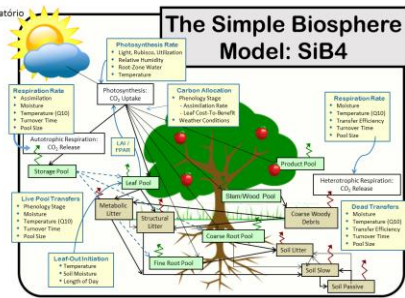 atório
The Simple Biosphere
Model: SiB4
Photosynthesis Rate
• Light, Rubisco, Utilization
• Relative Humidity
• Root-Zone Water
• Temperature
Respiration Rate
• Assimilation
• Moisture
• Temperature (Q10)
• Turnover Time
• Pool Size
Photosynthesis:
CO2 Uptake
Carbon Allocation
• Phenology Stage
- Assimilation Rate
- Leaf Cost-To-Benefit
• Weather Conditions
Respiration Rate
• Moisture
• Temperature (Q10)
• Transfer Efficiency
• Turnover Time
• Pool Size
Autotrophic Respiration:
CO2 Release
LAI /
FPAR
Storage Pool
Leaf Pool
Product Pool
Heterotrophic Respiration:
CO2 Release
Live Pool Transfers
• Phenology Stage
• Moisture
• Temperature (Q10)
• Turnover Time
• Pool Size
Metabolic
Litter
Structural
Litter
Stem/Wood Pool
Coarse Woody
Debris
Dead Transfers
• Moisture
• Temperature (Q10)
• Transfer Efficiency
• Turnover Time
• Pool Size
Coarse Root Pool
Leaf-Out Initiation
• Temperature
• Soil Moisture
• Length of Day
Fine Root Pool
Soil Litter
Soil Slow
Soil Passive